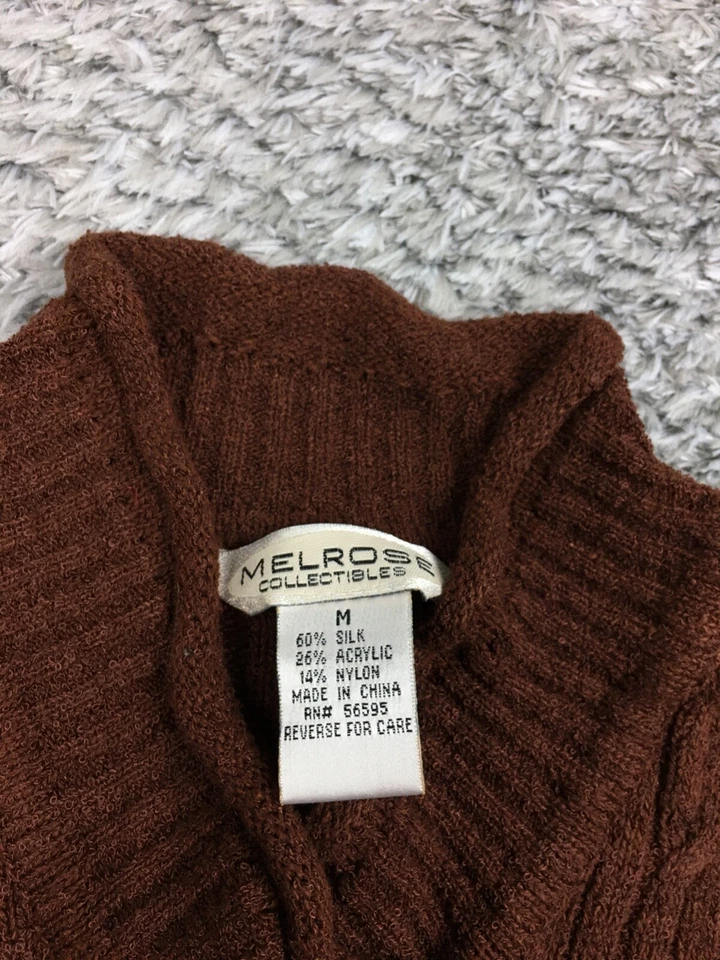 MELROSE
COLLECTIBLES
M
60% SILK
26% ACRYLIC
14% NYLON
MADE IN CHINA
RN# 56595
REVERSE FOR CARE